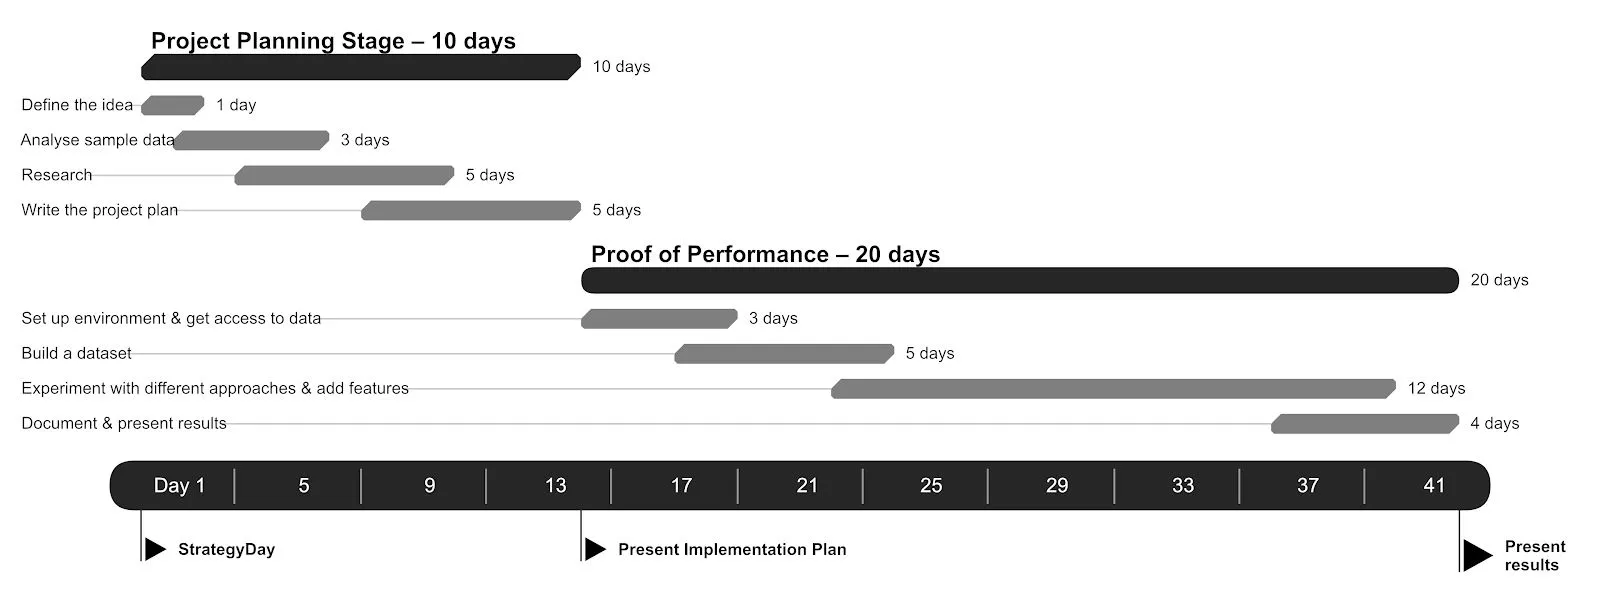 Project Planning Stage – 10 days
10 days
Define the idea
1 day
Analyse sample data
3 days
Research
5 days
Write the project plan
5 days
Proof of Performance – 20 days
20 days
Set up environment & get access to data
3 days
Build a dataset
5 days
Experiment with different approaches & add features
12 days
Document & present results
4 days
Day 1 5 9 13 17 21 25 29 33 37 41
StrategyDay
Present Implementation Plan
Present
results